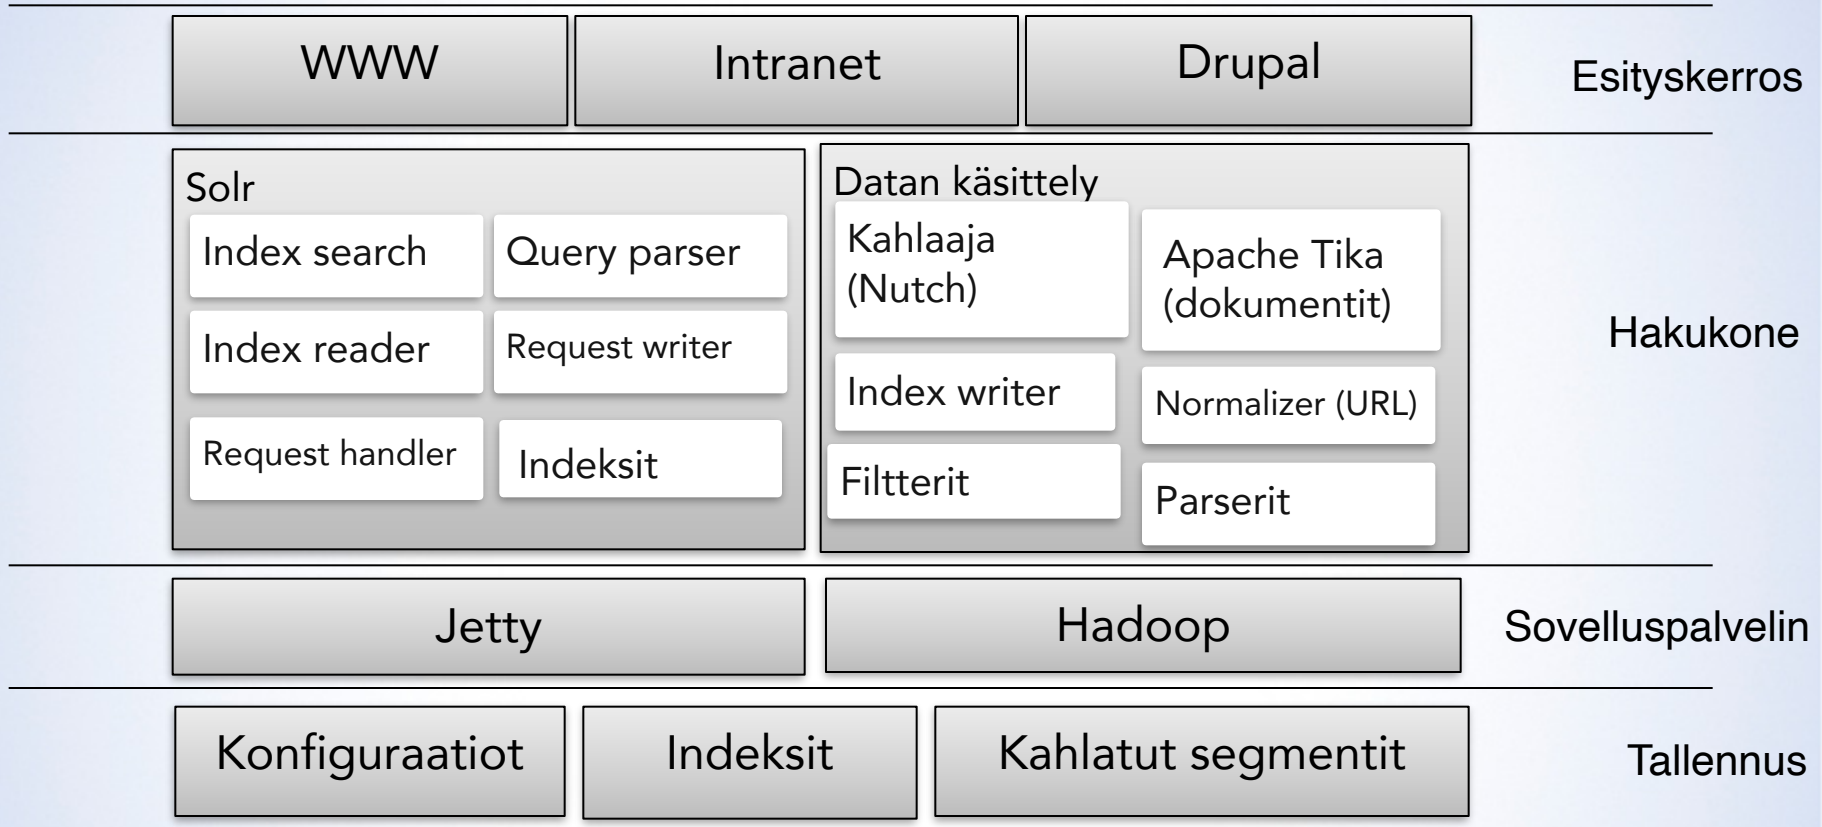 WWW
Intranet
Drupal
Esityskerros
Solr
Index search
Query parser
Index reader
Request writer
Request handler
Indeksit
Datan käsittely
Kahlaaja
(Nutch)
Apache Tika
(dokumentit)
Index writer
Normalizer (URL)
Filtterit
Parserit
Hakukone
Jetty
Hadoop
Sovelluspalvelin
Konfiguraatiot
Indeksit
Kahlatut segmentit
Tallennus